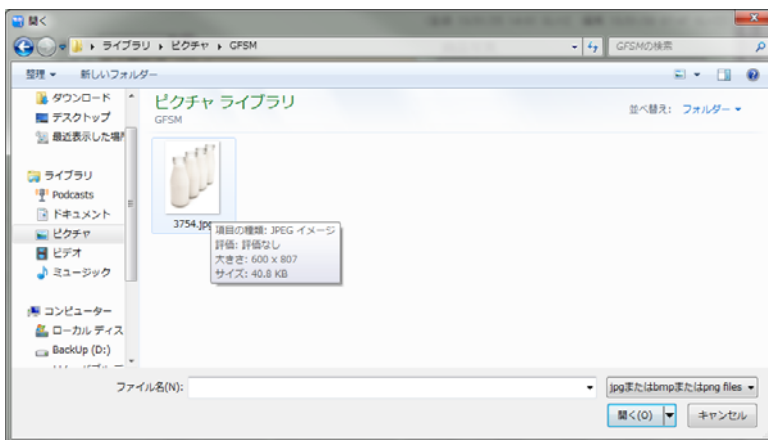 開く
ライブラリ ▸ ピクチャ ▸ GFSM
GFSMの検索
整理
新しいフォルダー
ダウンロード
デスクトップ
最近表示した場所
ライブラリ
Podcasts
ドキュメント
ピクチャ
ビデオ
ミュージック
コンピューター
ローカル ディス
BackUp (D:)
ピクチャ ライブラリ
GFSM
並べ替え: フォルダー
3754.jpg
項目の種類: JPEG イメージ
評価: 評価なし
大きさ: 600 x 807
サイズ: 40.8 KB
ファイル名(N):
jpgまたはbmpまたはpng files
開く(O)
キャンセル